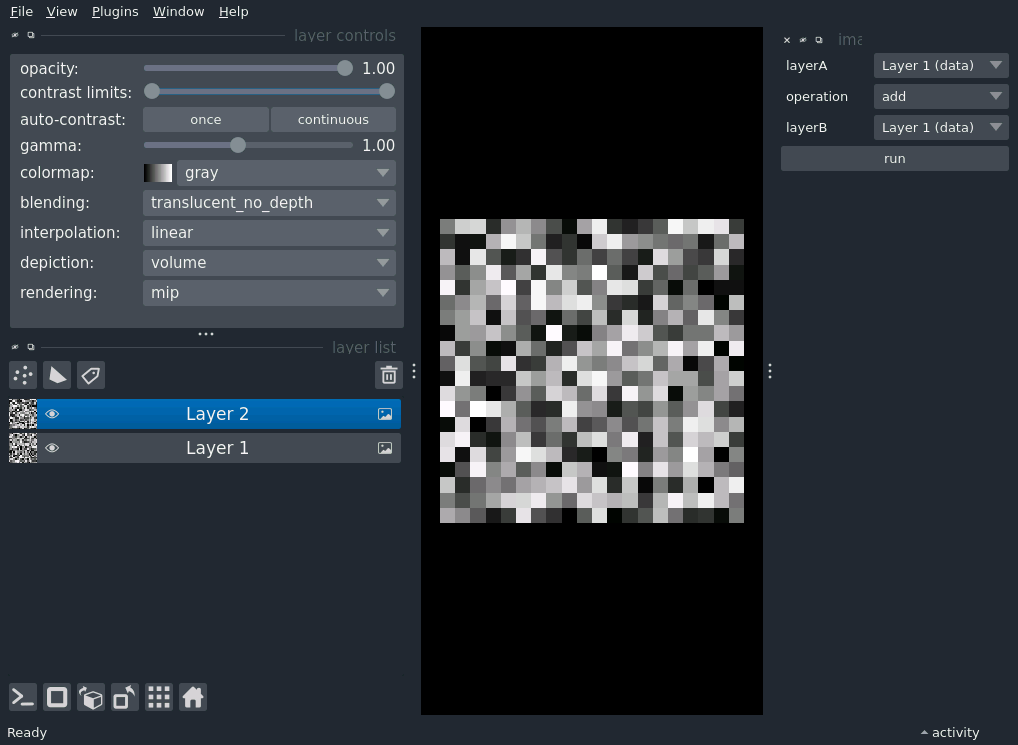 File View Plugins Window Help
layer controls
opacity: 1.00
contrast limits:
auto-contrast: once continuous
gamma: 1.00
colormap: gray
blending: translucent_no_depth
interpolation: linear
depiction: volume
rendering: mip
layer list
Layer 2
Layer 1
ima
layerA Layer 1 (data)
operation add
layerB Layer 1 (data)
run
Ready
activity